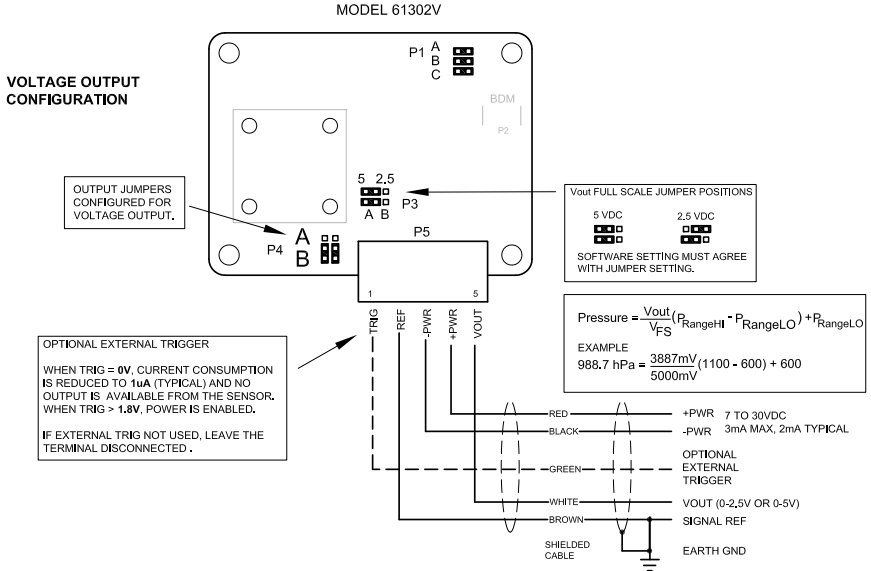 MODEL 61302V
VOLTAGE OUTPUT
CONFIGURATION
P1
A
B
C
BDM
P2
OUTPUT JUMPERS
CONFIGURED FOR
VOLTAGE OUTPUT.
5 2.5
A B
P3
P4
A
B
P5
1
5
TRIG
REF
-PWR
+PWR
VOUT
Vout FULL SCALE JUMPER POSITIONS
5 VDC
2.5 VDC
SOFTWARE SETTING MUST AGREE
WITH JUMPER SETTING.
Pressure = Vout/VFS (PRangeHI - PRangeLO) + PRangeLO
EXAMPLE
988.7 hPa = 3887mV/5000mV (1100 - 600) + 600
OPTIONAL EXTERNAL TRIGGER
WHEN TRIG = 0V, CURRENT CONSUMPTION
IS REDUCED TO 1uA (TYPICAL) AND NO
OUTPUT IS AVAILABLE FROM THE SENSOR.
WHEN TRIG > 1.8V, POWER IS ENABLED.
IF EXTERNAL TRIG NOT USED, LEAVE THE
TERMINAL DISCONNECTED .
RED
+PWR 7 TO 30VDC
BLACK
-PWR 3mA MAX, 2mA TYPICAL
GREEN
OPTIONAL
EXTERNAL
TRIGGER
WHITE
VOUT (0-2.5V OR 0-5V)
BROWN
SIGNAL REF
SHIELDED
CABLE
EARTH GND